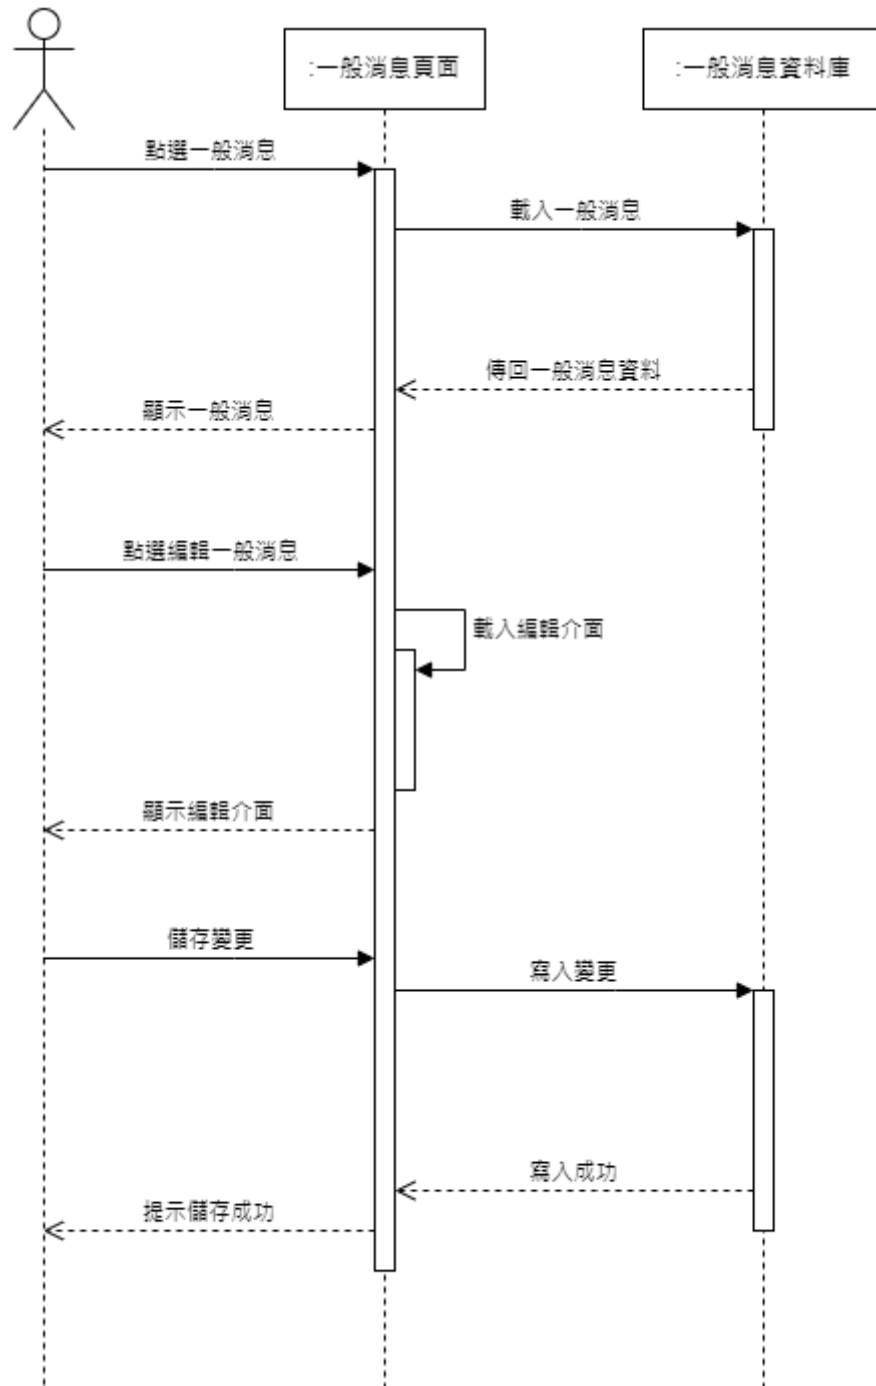 :一般消息頁面
:一般消息資料庫
點選一般消息
載入一般消息
傳回一般消息資料
顯示一般消息
點選編輯一般消息
載入編輯介面
顯示編輯介面
儲存變更
寫入變更
寫入成功
提示儲存成功